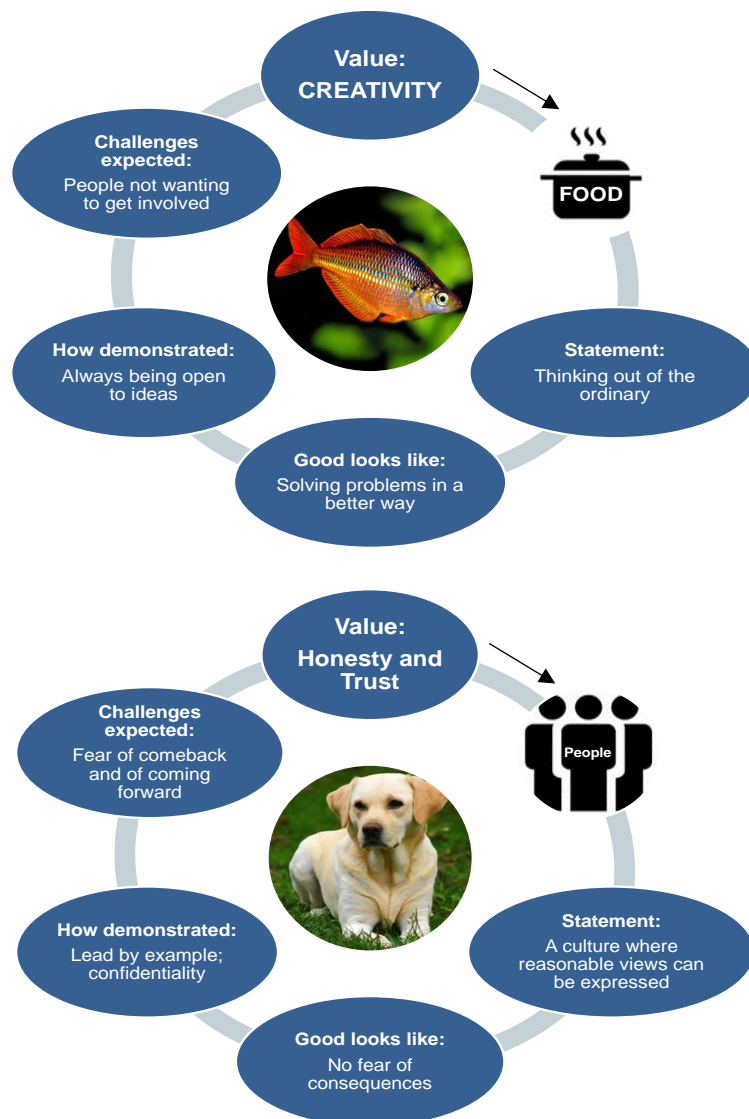 Value:
CREATIVITY
FOOD
Statement:
Thinking out of the
ordinary
Good looks like:
Solving problems in a
better way
How demonstrated:
Always being open
to ideas
Challenges
expected:
People not wanting
to get involved
Value:
Honesty and
Trust
People
Statement:
A culture where
reasonable views can
be expressed
Good looks like:
No fear of
consequences
How demonstrated:
Lead by example;
confidentiality
Challenges
expected:
Fear of comeback
and of coming
forward